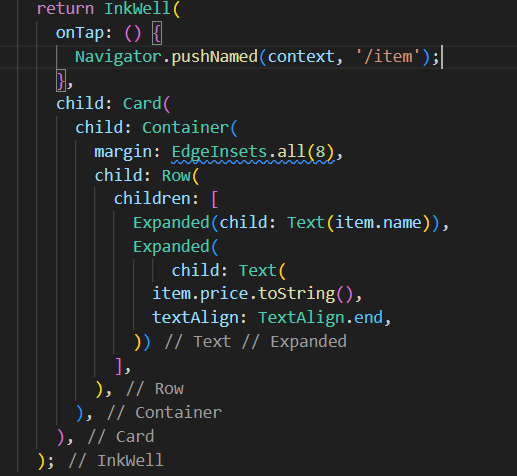 return InkWell(
  onTap: () {
    Navigator.pushNamed(context, '/item');
  },
  child: Card(
    child: Container(
      margin: EdgeInsets.all(8),
      child: Row(
        children: [
          Expanded(child: Text(item.name)),
          Expanded(
              child: Text(
            item.price.toString(),
            textAlign: TextAlign.end,
          )) // Text // Expanded
        ],
      ), // Row
    ), // Container
  ), // Card
); // InkWell